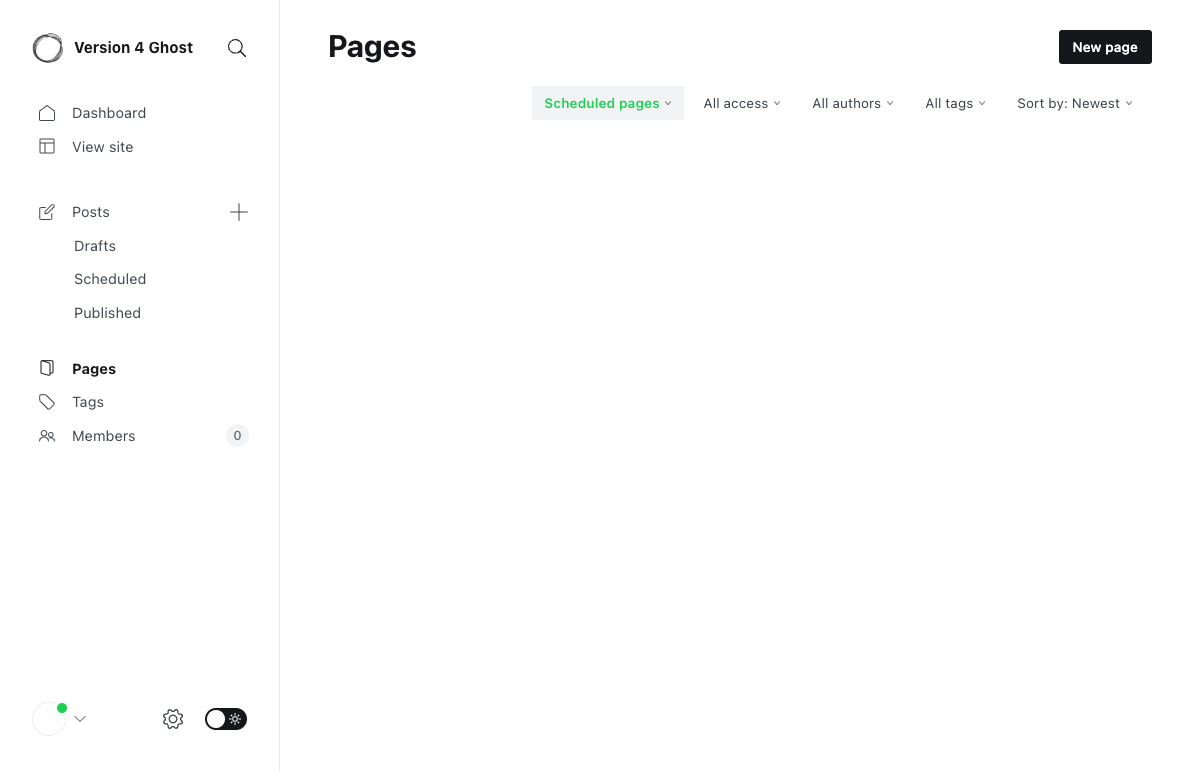 Version 4 Ghost
Dashboard
View site
Posts
Drafts
Scheduled
Published
Pages
Tags
Members
0
Pages
New page
Scheduled pages
All access
All authors
All tags
Sort by: Newest